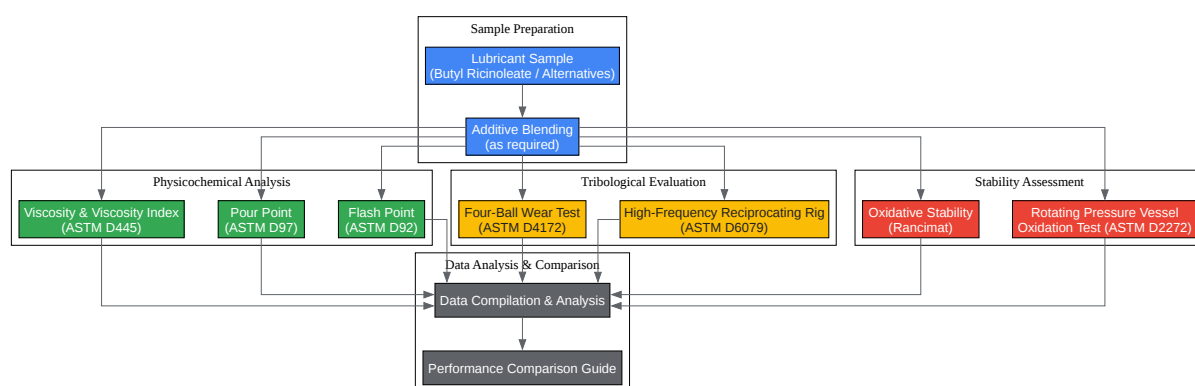 Sample Preparation
Lubricant Sample
(Butyl Ricinoleate / Alternatives)
Additive Blending
(as required)
Physicochemical Analysis
Viscosity & Viscosity Index
(ASTM D445)
Pour Point
(ASTM D97)
Flash Point
(ASTM D92)
Tribological Evaluation
Four-Ball Wear Test
(ASTM D4172)
High-Frequency Reciprocating Rig
(ASTM D6079)
Stability Assessment
Oxidative Stability
(Rancimat)
Rotating Pressure Vessel
Oxidation Test (ASTM D2272)
Data Analysis & Comparison
Data Compilation & Analysis
Performance Comparison Guide